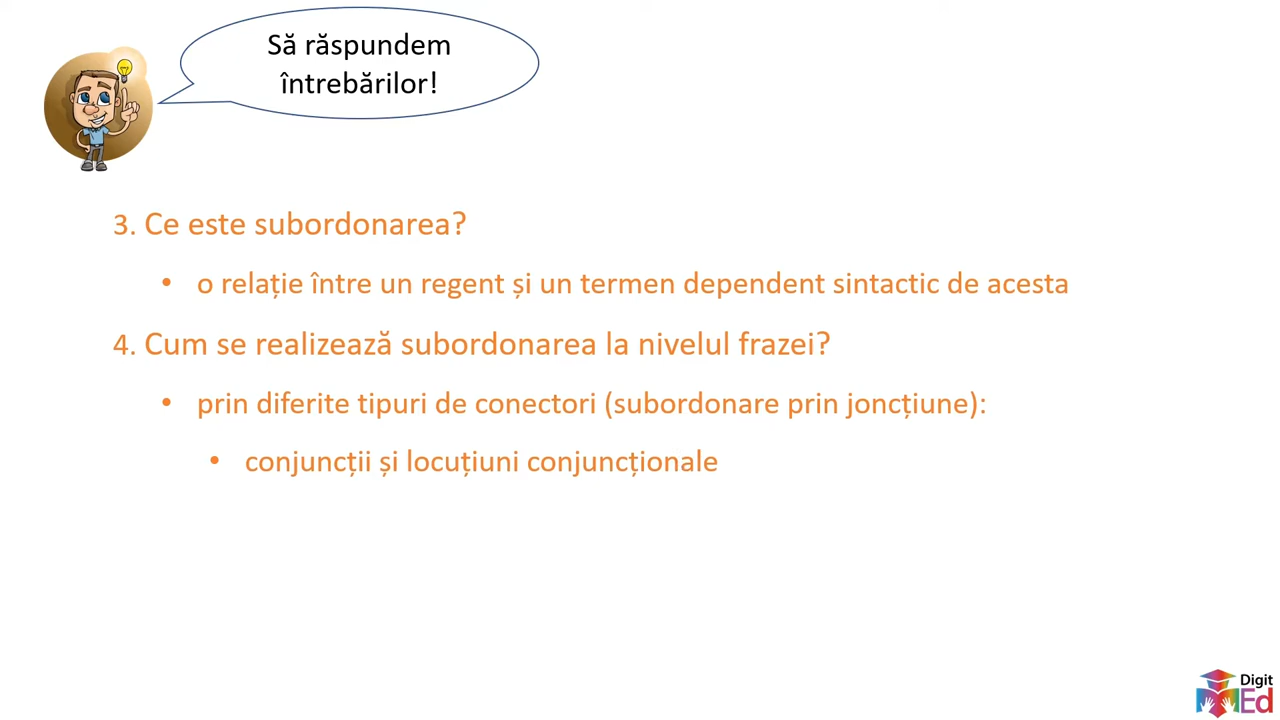 Să răspundem
întrebărilor!
3. Ce este subordonarea?
• o relație între un regent și un termen dependent sintactic de acesta
4. Cum se realizează subordonarea la nivelul frazei?
• prin diferite tipuri de conectori (subordonare prin joncțiune):
• conjuncții și locuțiuni conjuncționale
Digit
Ed